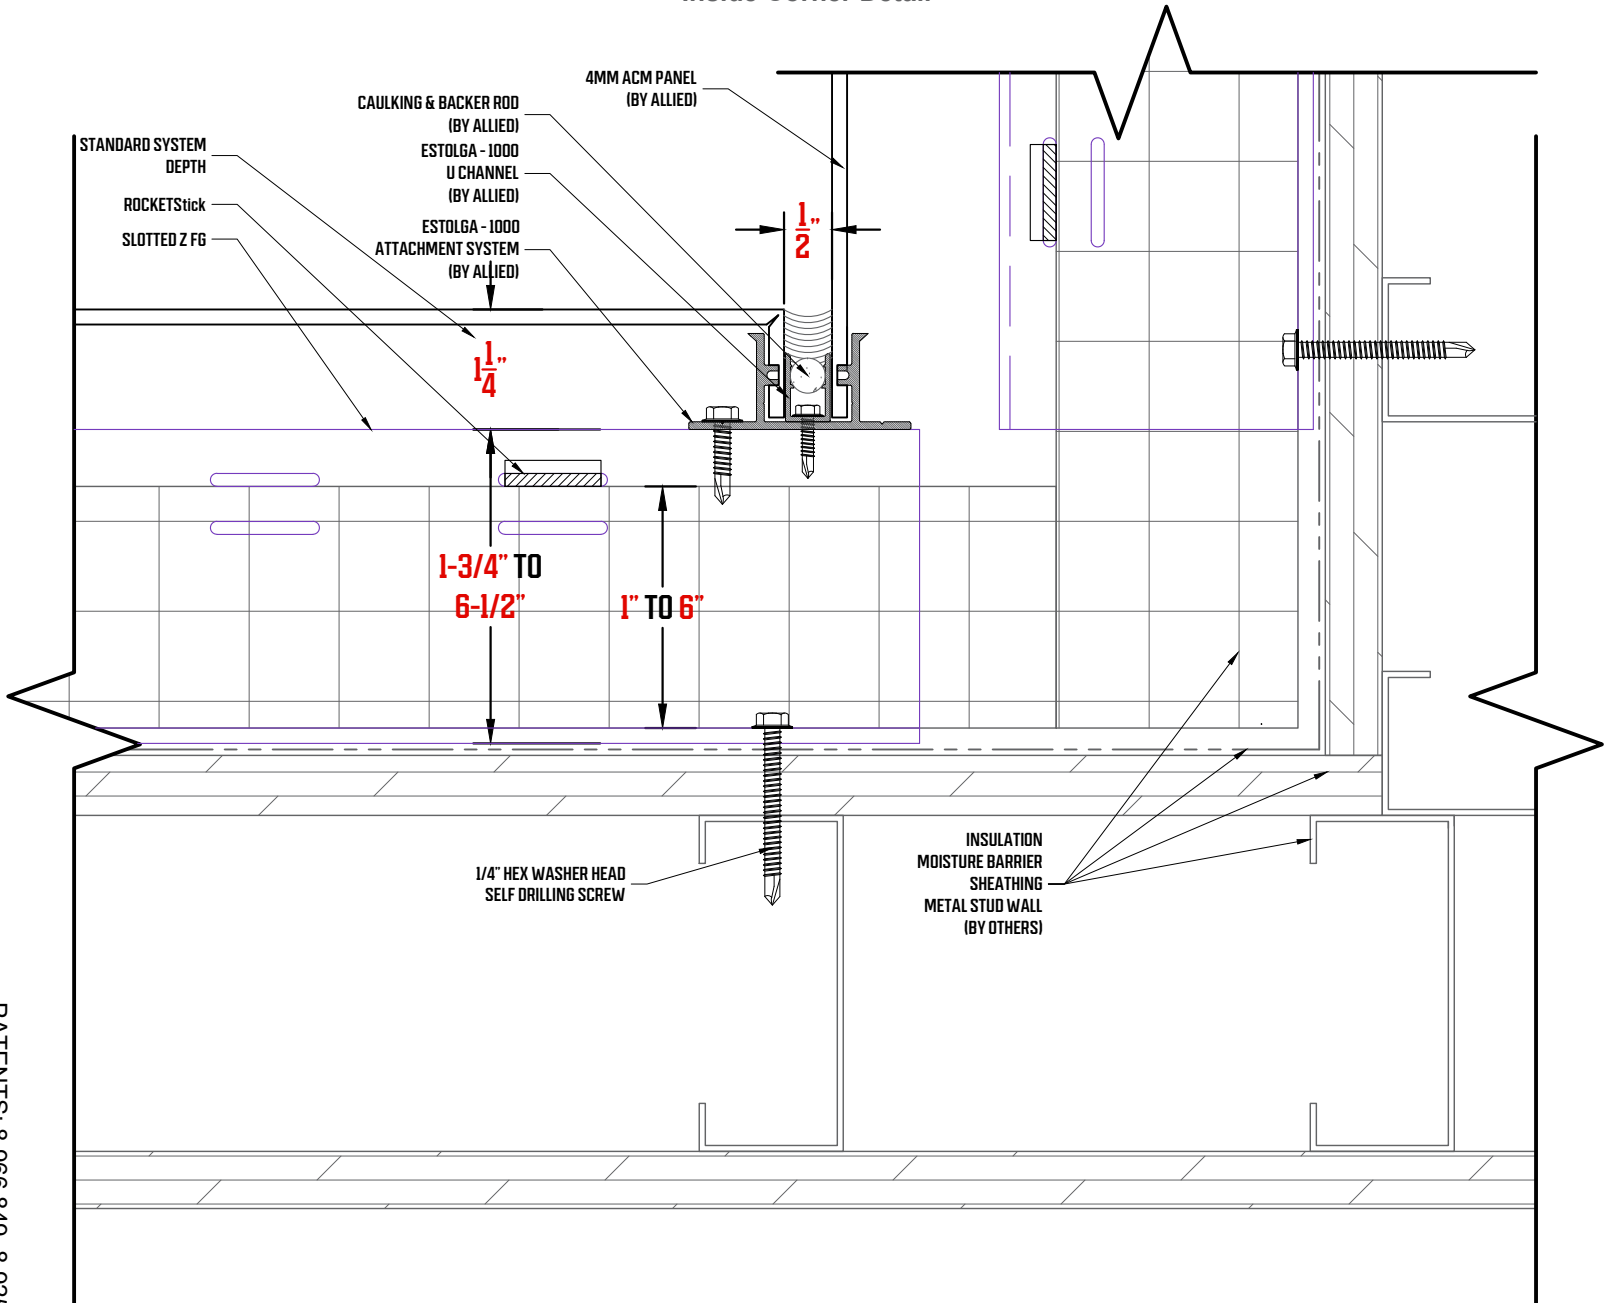 4MM ACM PANEL
(BY ALLIED)
CAULKING & BACKER ROD
(BY ALLIED)
STANDARD SYSTEM
DEPTH
ESTOLGA - 1000
U CHANNEL
(BY ALLIED)
ROCKETStick
SLOTTED Z FG
ESTOLGA - 1000
ATTACHMENT SYSTEM
(BY ALLIED)
1/2"
1 1/4"
1-3/4" TO
6-1/2"
1" TO 6"
1/4" HEX WASHER HEAD
SELF DRILLING SCREW
INSULATION
MOISTURE BARRIER
SHEATHING
METAL STUD WALL
(BY OTHERS)